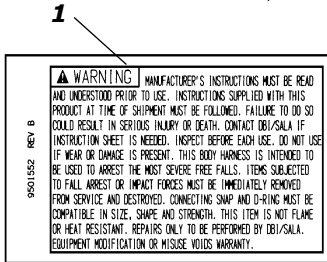 1
⚠ WARNING MANUFACTURER'S INSTRUCTIONS MUST BE READ
AND UNDERSTOOD PRIOR TO USE. INSTRUCTIONS SUPPLIED WITH THIS
PRODUCT AT TIME OF SHIPMENT MUST BE FOLLOWED. FAILURE TO DO SO
COULD RESULT IN SERIOUS INJURY OR DEATH. CONTACT DBI/SALA IF
INSTRUCTION SHEET IS NEEDED. INSPECT BEFORE EACH USE. DO NOT USE
IF WEAR OR DAMAGE IS PRESENT. THIS BODY HARNESS IS INTENDED TO
BE USED TO ARREST THE MOST SEVERE FREE FALLS. ITEMS SUBJECTED
TO FALL ARREST OR IMPACT FORCES MUST BE IMMEDIATELY REMOVED
FROM SERVICE AND DESTROYED. CONNECTING SNAP AND D-RING MUST BE
COMPATIBLE IN SIZE, SHAPE AND STRENGTH. THIS ITEM IS NOT FLAME
OR HEAT RESISTANT. REPAIRS ONLY TO BE PERFORMED BY DBI/SALA.
EQUIPMENT MODIFICATION OR MISUSE VOIDS WARRANTY.
9501552 REV B